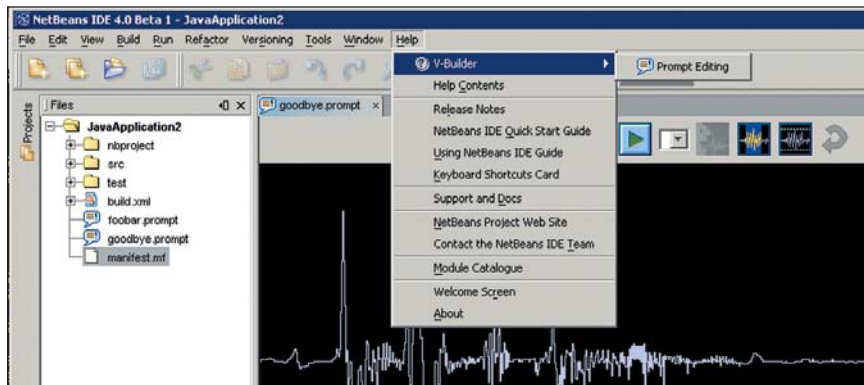 NetBeans IDE 4.0 Beta 1 - JavaApplication2
File Edit View Build Run Refactor Versioning Tools Window Help
V-Builder
Prompt Editing
Help Contents
Release Notes
NetBeans IDE Quick Start Guide
Using NetBeans IDE Guide
Keyboard Shortcuts Card
Support and Docs
NetBeans Project Web Site
Contact the NetBeans IDE Team
Module Catalogue
Welcome Screen
About
Projects
Files
JavaApplication2
nbproject
src
test
build.xml
foobar.prompt
goodbye.prompt
manifest.mf
goodbye.prompt